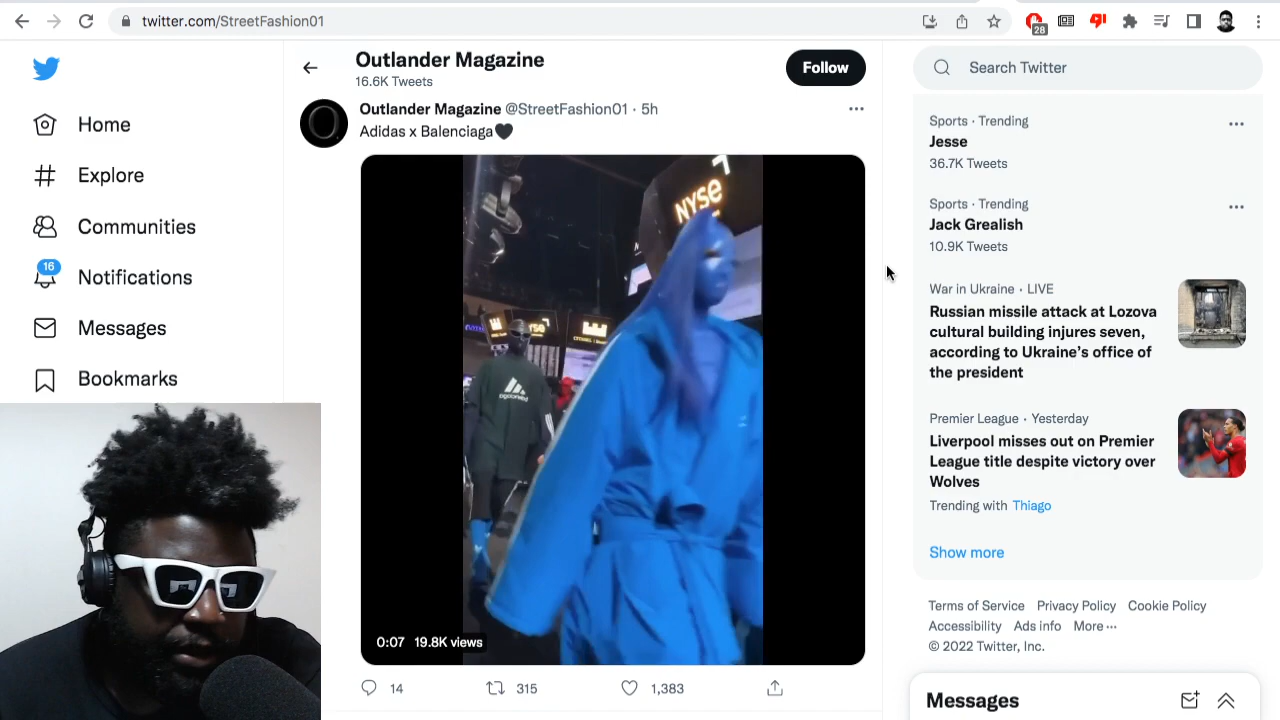 twitter.com/StreetFashion01
28
Outlander Magazine
16.6K Tweets
Follow
Search Twitter
Home
Explore
Communities
16
Notifications
Messages
Bookmarks
Outlander Magazine @StreetFashion01 · 5h
Adidas x Balenciaga🖤
NYSE
0:07 19.8K views
14
315
1,383
Sports · Trending
Jesse
36.7K Tweets
Sports · Trending
Jack Grealish
10.9K Tweets
War in Ukraine · LIVE
Russian missile attack at Lozova
cultural building injures seven,
according to Ukraine's office of
the president
Premier League · Yesterday
Liverpool misses out on Premier
League title despite victory over
Wolves
Trending with Thiago
Show more
Terms of Service Privacy Policy Cookie Policy
Accessibility Ads info More ···
© 2022 Twitter, Inc.
Messages